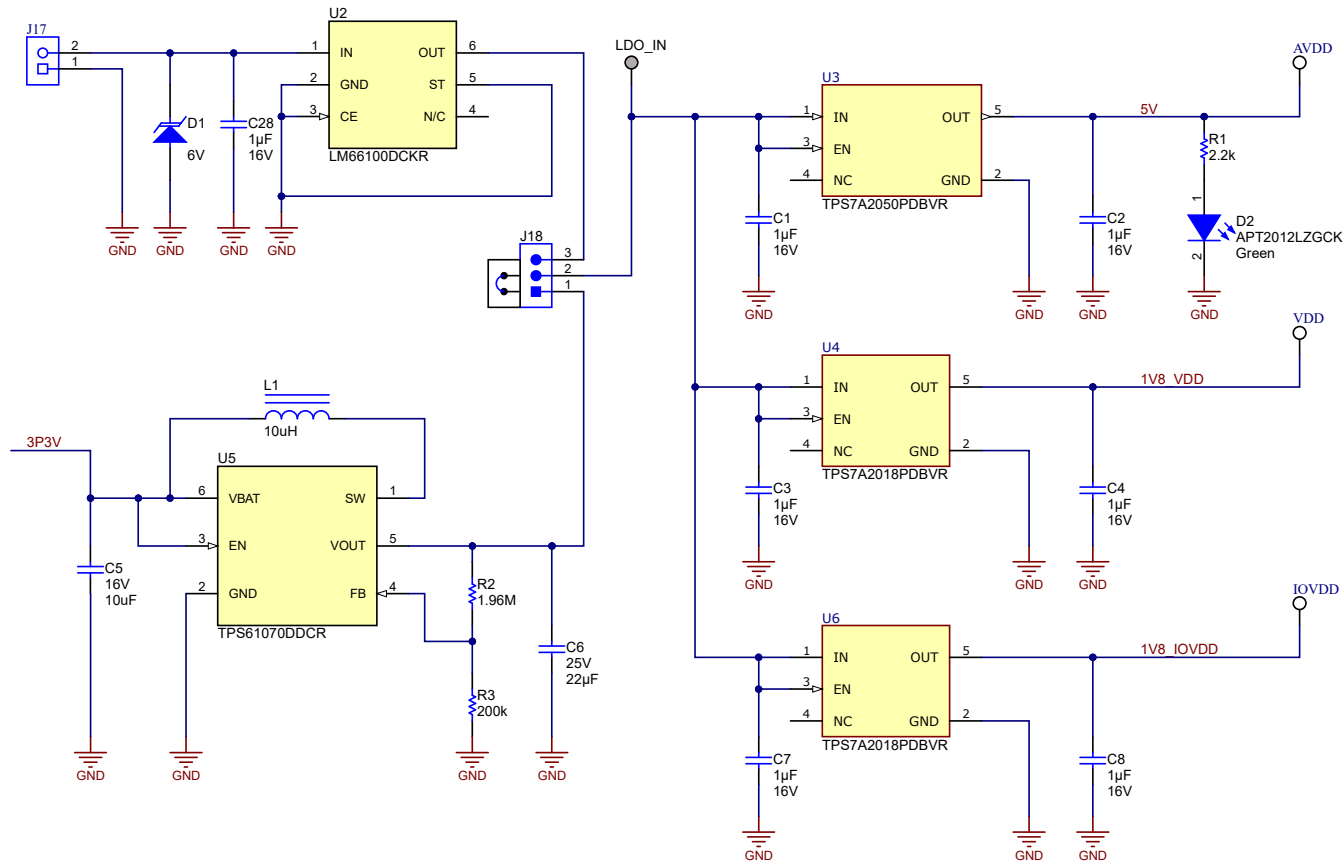 J17
2
1
D1
6V
C28
1µF
16V
GND
GND
GND
GND
U2
1
IN
OUT
6
2
GND
ST
5
3
CE
N/C
4
LM66100DCKR
J18
3
2
1
LDO_IN
3P3V
L1
10uH
U5
6
VBAT
SW
1
3
EN
VOUT
5
2
GND
FB
4
TPS61070DDCR
C5
16V
10uF
R2
1.96M
R3
200k
C6
25V
22µF
GND
GND
GND
GND
U3
1
IN
OUT
5
3
EN
4
NC
GND
2
TPS7A2050PDBVR
C1
1µF
16V
GND
GND
5V
AVDD
C2
1µF
16V
GND
R1
2.2k
1
D2
APT2012LZGCK
Green
2
GND
U4
1
IN
OUT
5
3
EN
4
NC
GND
2
TPS7A2018PDBVR
C3
1µF
16V
GND
GND
1V8_VDD
VDD
C4
1µF
16V
GND
U6
1
IN
OUT
5
3
EN
4
NC
GND
2
TPS7A2018PDBVR
C7
1µF
16V
GND
GND
1V8_IOVDD
IOVDD
C8
1µF
16V
GND